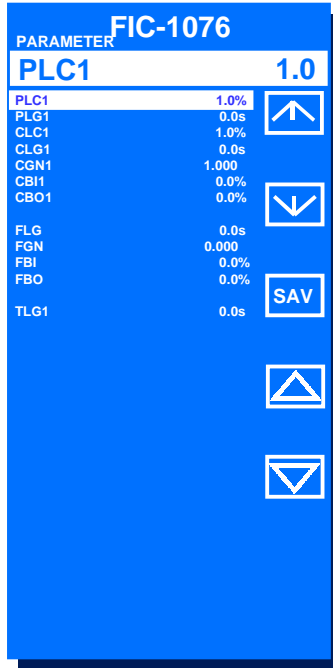 FIC-1076
PARAMETER
PLC1 1.0
PLC1 1.0%
PLG1 0.0s
CLC1 1.0%
CLG1 0.0s
CGN1 1.000
CBI1 0.0%
CBO1 0.0%
FLG 0.0s
FGN 0.000
FBI 0.0%
FBO 0.0%
SAV
TLG1 0.0s